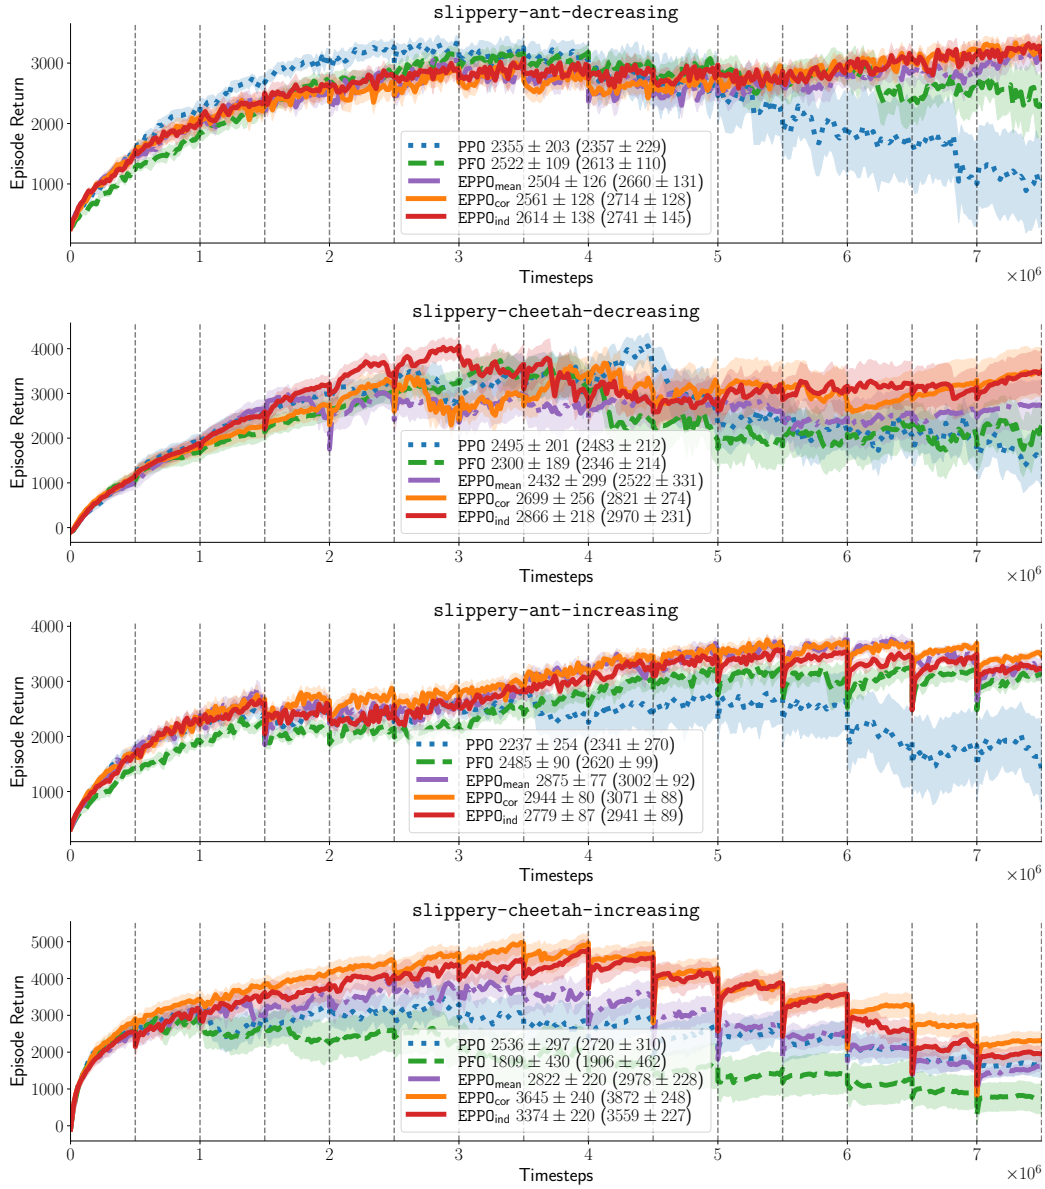 slippery-ant-decreasing
Episode Return
3000
2000
1000
PPO 2355 ± 203 (2357 ± 229)
PFO 2522 ± 109 (2613 ± 110)
EPPOmean 2504 ± 126 (2660 ± 131)
EPPOcor 2561 ± 128 (2714 ± 128)
EPPOind 2614 ± 138 (2741 ± 145)
0 1 2 3 4 5 6 7
Timesteps
×10⁶
slippery-cheetah-decreasing
Episode Return
4000
3000
2000
1000
0
PPO 2495 ± 201 (2483 ± 212)
PFO 2300 ± 189 (2346 ± 214)
EPPOmean 2432 ± 299 (2522 ± 331)
EPPOcor 2699 ± 256 (2821 ± 274)
EPPOind 2866 ± 218 (2970 ± 231)
0 1 2 3 4 5 6 7
Timesteps
×10⁶
slippery-ant-increasing
Episode Return
4000
3000
2000
1000
PPO 2237 ± 254 (2341 ± 270)
PFO 2485 ± 90 (2620 ± 99)
EPPOmean 2875 ± 77 (3002 ± 92)
EPPOcor 2944 ± 80 (3071 ± 88)
EPPOind 2779 ± 87 (2941 ± 89)
0 1 2 3 4 5 6 7
Timesteps
×10⁶
slippery-cheetah-increasing
Episode Return
5000
4000
3000
2000
1000
0
PPO 2536 ± 297 (2720 ± 310)
PFO 1809 ± 430 (1906 ± 462)
EPPOmean 2822 ± 220 (2978 ± 228)
EPPOcor 3645 ± 240 (3872 ± 248)
EPPOind 3374 ± 220 (3559 ± 227)
0 1 2 3 4 5 6 7
Timesteps
×10⁶